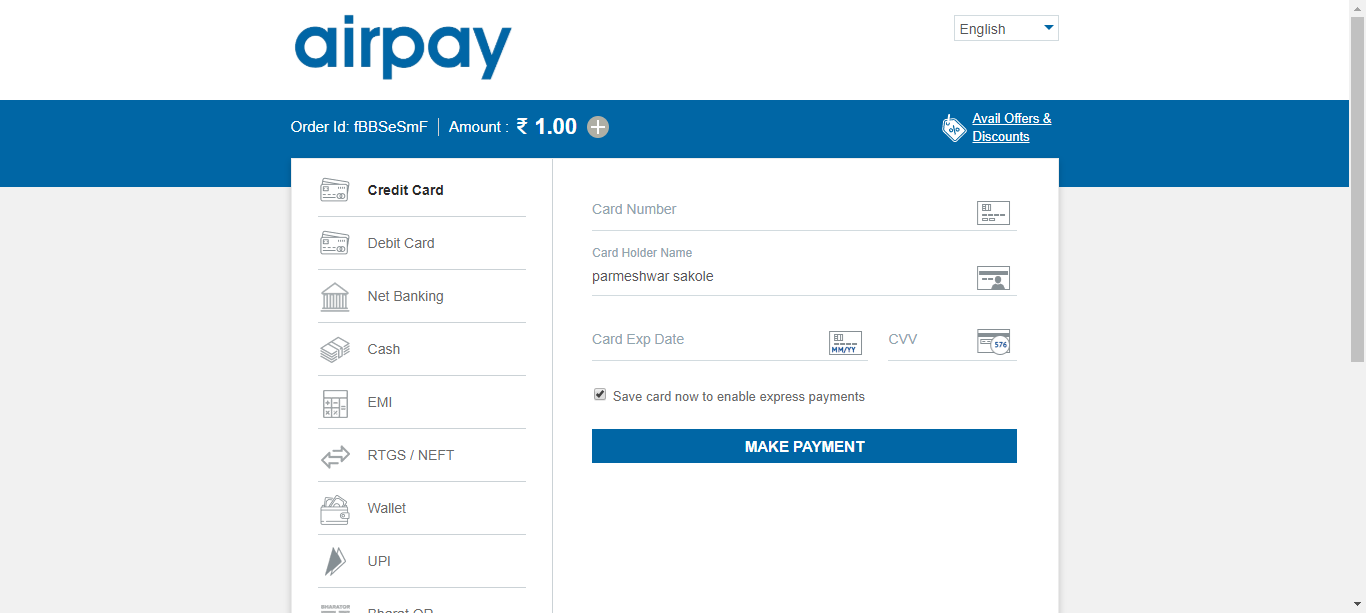 airpay
English
Order Id: fBBSeSmF
Amount : ₹ 1.00
Avail Offers &
Discounts
Credit Card
Debit Card
Net Banking
Cash
EMI
RTGS / NEFT
Wallet
UPI
Bharat QR
Card Number
Card Holder Name
parmeshwar sakole
Card Exp Date
MM/YY
CVV
576
Save card now to enable express payments
MAKE PAYMENT